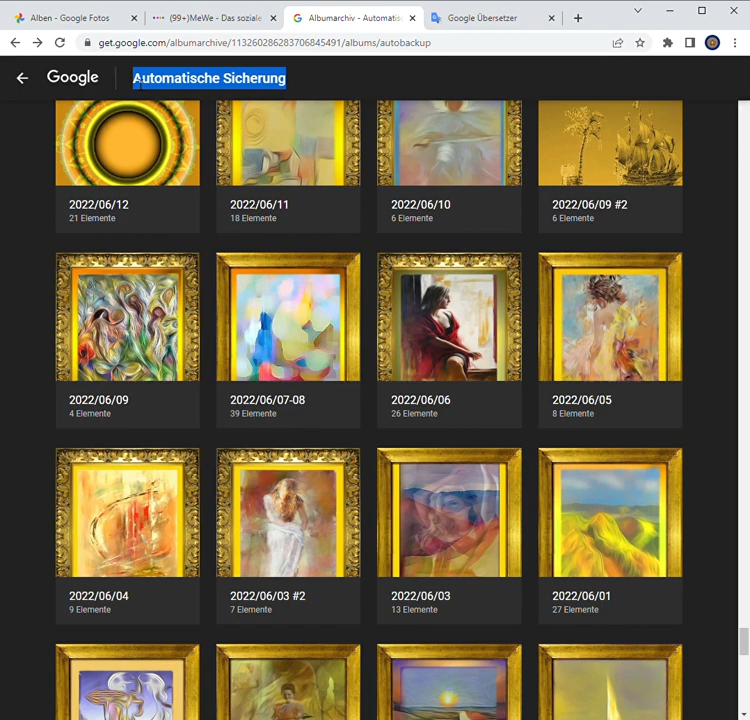 Alben - Google Fotos
(99+)MeWe - Das soziale
Albumarchiv - Automatis
Google Übersetzer
get.google.com/albumarchive/113260286283706845491/albums/autobackup
Google
Automatische Sicherung
2022/06/12
21 Elemente
2022/06/11
18 Elemente
2022/06/10
6 Elemente
2022/06/09 #2
6 Elemente
2022/06/09
4 Elemente
2022/06/07-08
39 Elemente
2022/06/06
26 Elemente
2022/06/05
8 Elemente
2022/06/04
9 Elemente
2022/06/03 #2
7 Elemente
2022/06/03
13 Elemente
2022/06/01
27 Elemente